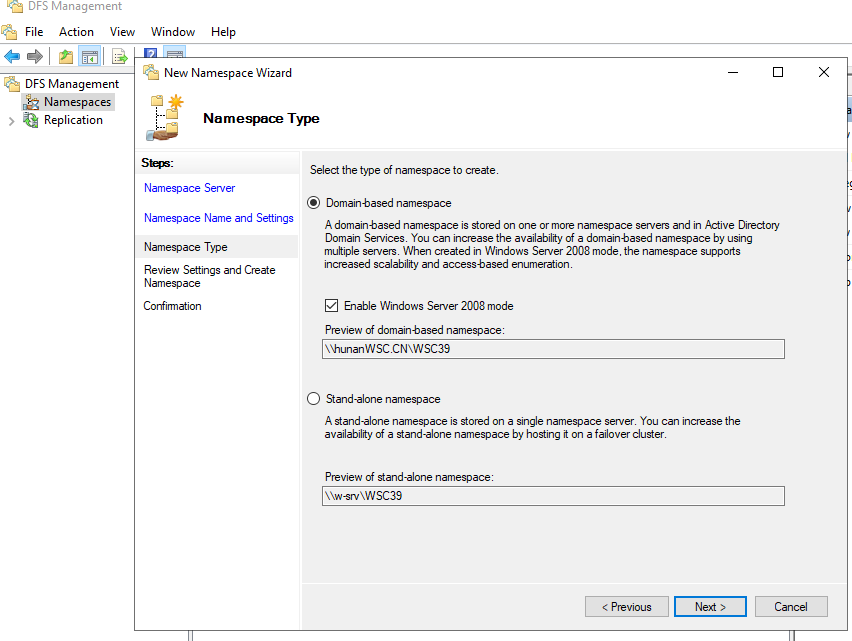 DFS Management
File Action View Window Help
DFS Management
Namespaces
Replication
New Namespace Wizard
Namespace Type
Steps:
Namespace Server
Namespace Name and Settings
Namespace Type
Review Settings and Create
Namespace
Confirmation
Select the type of namespace to create.
Domain-based namespace
A domain-based namespace is stored on one or more namespace servers and in Active Directory
Domain Services. You can increase the availability of a domain-based namespace by using
multiple servers. When created in Windows Server 2008 mode, the namespace supports
increased scalability and access-based enumeration.
Enable Windows Server 2008 mode
Preview of domain-based namespace:
\\hunanWSC.CN\WSC39
Stand-alone namespace
A stand-alone namespace is stored on a single namespace server. You can increase the
availability of a stand-alone namespace by hosting it on a failover cluster.
Preview of stand-alone namespace:
\\w-srv\WSC39
< Previous Next > Cancel